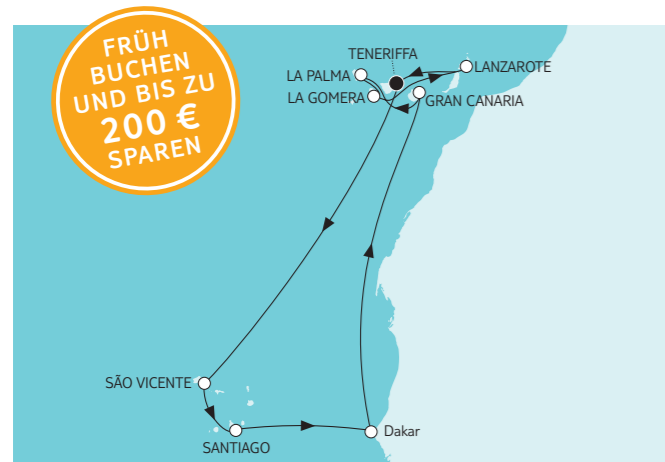 FRÜH
BUCHEN
UND BIS ZU
200 €
SPAREN
TENERIFFA
LANZAROTE
LA PALMA
LA GOMERA
GRAN CANARIA
SÃO VICENTE
SANTIAGO
Dakar